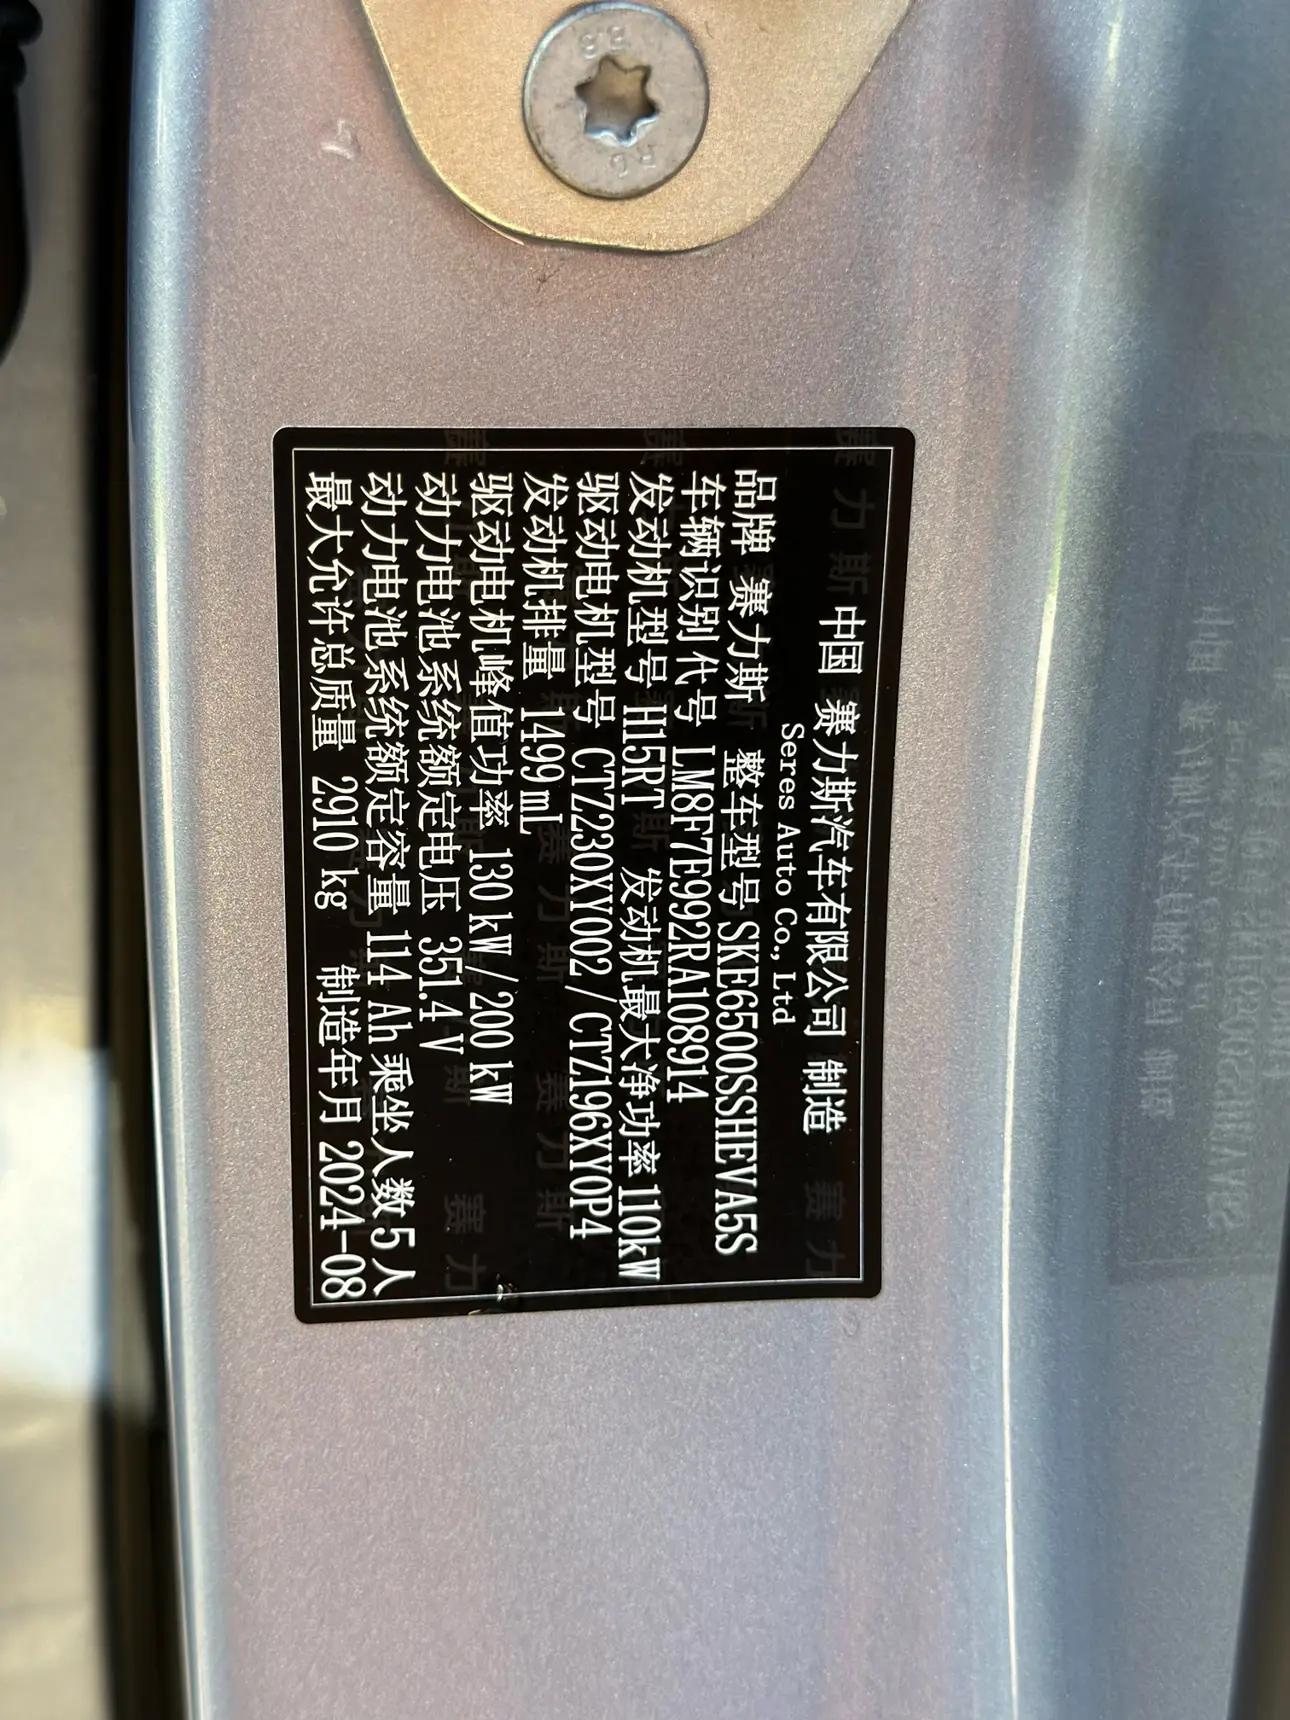 中国 赛力斯汽车有限公司 制造
Seres Auto Co., Ltd
品牌 赛力斯 整车型号 SKE6500SSHEVA5S
车辆识别代号 LM8F7E992RA108914
发动机型号 H15RT 发动机最大净功率 110kW
驱动电机型号 CTZ230XY002 / CTZ196XY0P4
发动机排量 1499 mL
驱动电机峰值功率 130 kW / 200 kW
动力电池系统额定电压 351.4 V
动力电池系统额定容量 114 Ah 乘坐人数 5 人
最大允许总质量 2910 kg 制造年月 2024-08